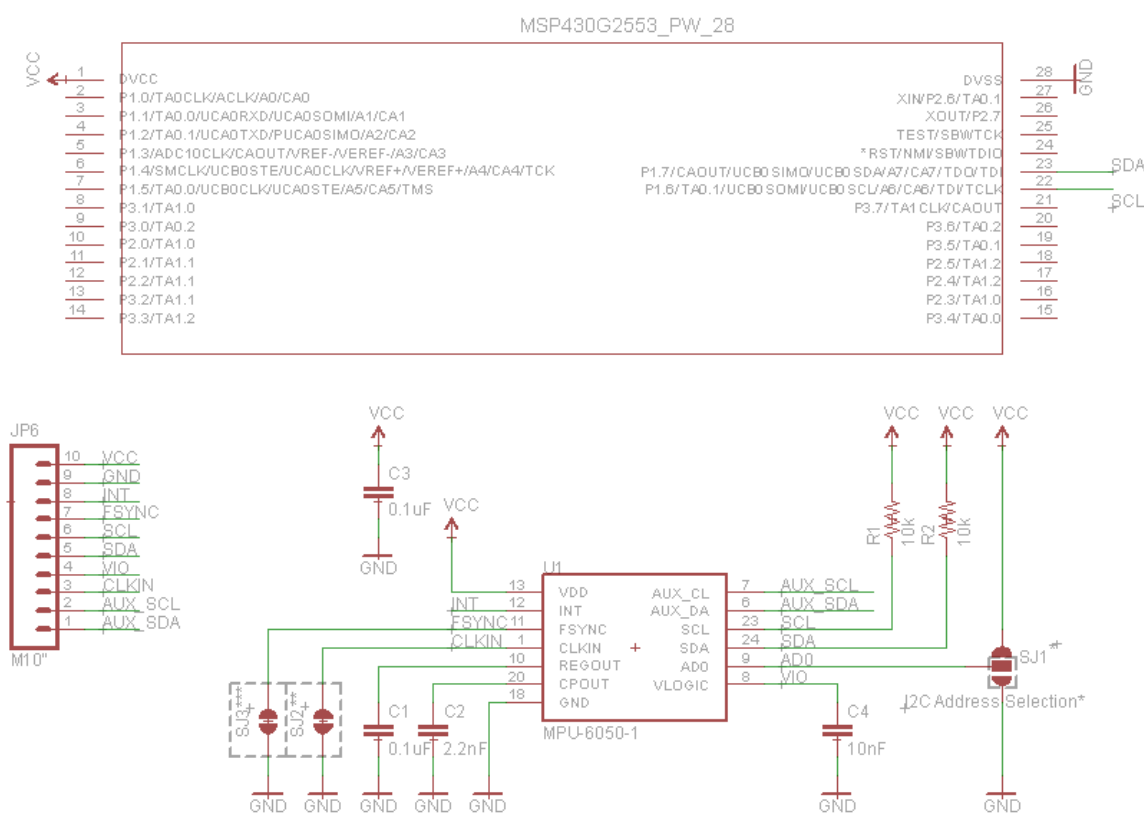 MSP430G2553_PW_28
VCC
1 DVCC
2 P1.0/TA0CLK/ACLK/A0/CA0
3 P1.1/TA0.0/UCA0RXD/UCA0SOMI/A1/CA1
4 P1.2/TA0.1/UCA0TXD/PUCA0SIMO/A2/CA2
5 P1.3/ADC10CLK/CAOUT/VREF-/VEREF-/A3/CA3
6 P1.4/SMCLK/UCB0STE/UCA0CLK/VREF+/VEREF+/A4/CA4/TCK
7 P1.5/TA0.0/UCB0CLK/UCA0STE/A5/CA5/TMS
8 P3.1/TA1.0
9 P3.0/TA0.2
10 P2.0/TA1.0
11 P2.1/TA1.1
12 P2.2/TA1.1
13 P3.2/TA1.1
14 P3.3/TA1.2
DVSS 28 GND
XIN/P2.6/TA0.1 27
XOUT/P2.7 26
TEST/SBWTCK 25
*RST/NMI/SBWTDIO 24
P1.7/CAOUT/UCB0SIMO/UCB0SDA/A7/CA7/TDO/TDI 23 SDA
P1.6/TA0.1/UCB0SOMI/UCB0SCL/A6/CA6/TDI/TCLK 22 SCL
P3.7/TA1CLK/CAOUT 21
P3.6/TA0.2 20
P3.5/TA0.1 19
P2.5/TA1.2 18
P2.4/TA1.2 17
P2.3/TA1.0 16
P3.4/TA0.0 15
JP6
10 VCC
9 GND
8 INT
7 FSYNC
6 SCL
5 SDA
4 VIO
3 CLKIN
2 AUX_SCL
1 AUX_SDA
M10"
VCC
C3
0.1uF
GND
VCC
VCC VCC VCC
R1 10k
R2 10k
U1
13 VDD
INT 12 INT
FSYNC 11 FSYNC
CLKIN 1 CLKIN
10 REGOUT
20 CPOUT
18 GND
AUX_CL 7 AUX_SCL
AUX_DA 6 AUX_SDA
SCL 23 SCL
SDA 24 SDA
AD0 9 AD0
VLOGIC 8 VIO
MPU-6050-1
SJ1*
I2C Address Selection*
SJ3***
SJ2**
C1
0.1uF
C2
2.2nF
C4
10nF
GND GND GND GND GND GND GND